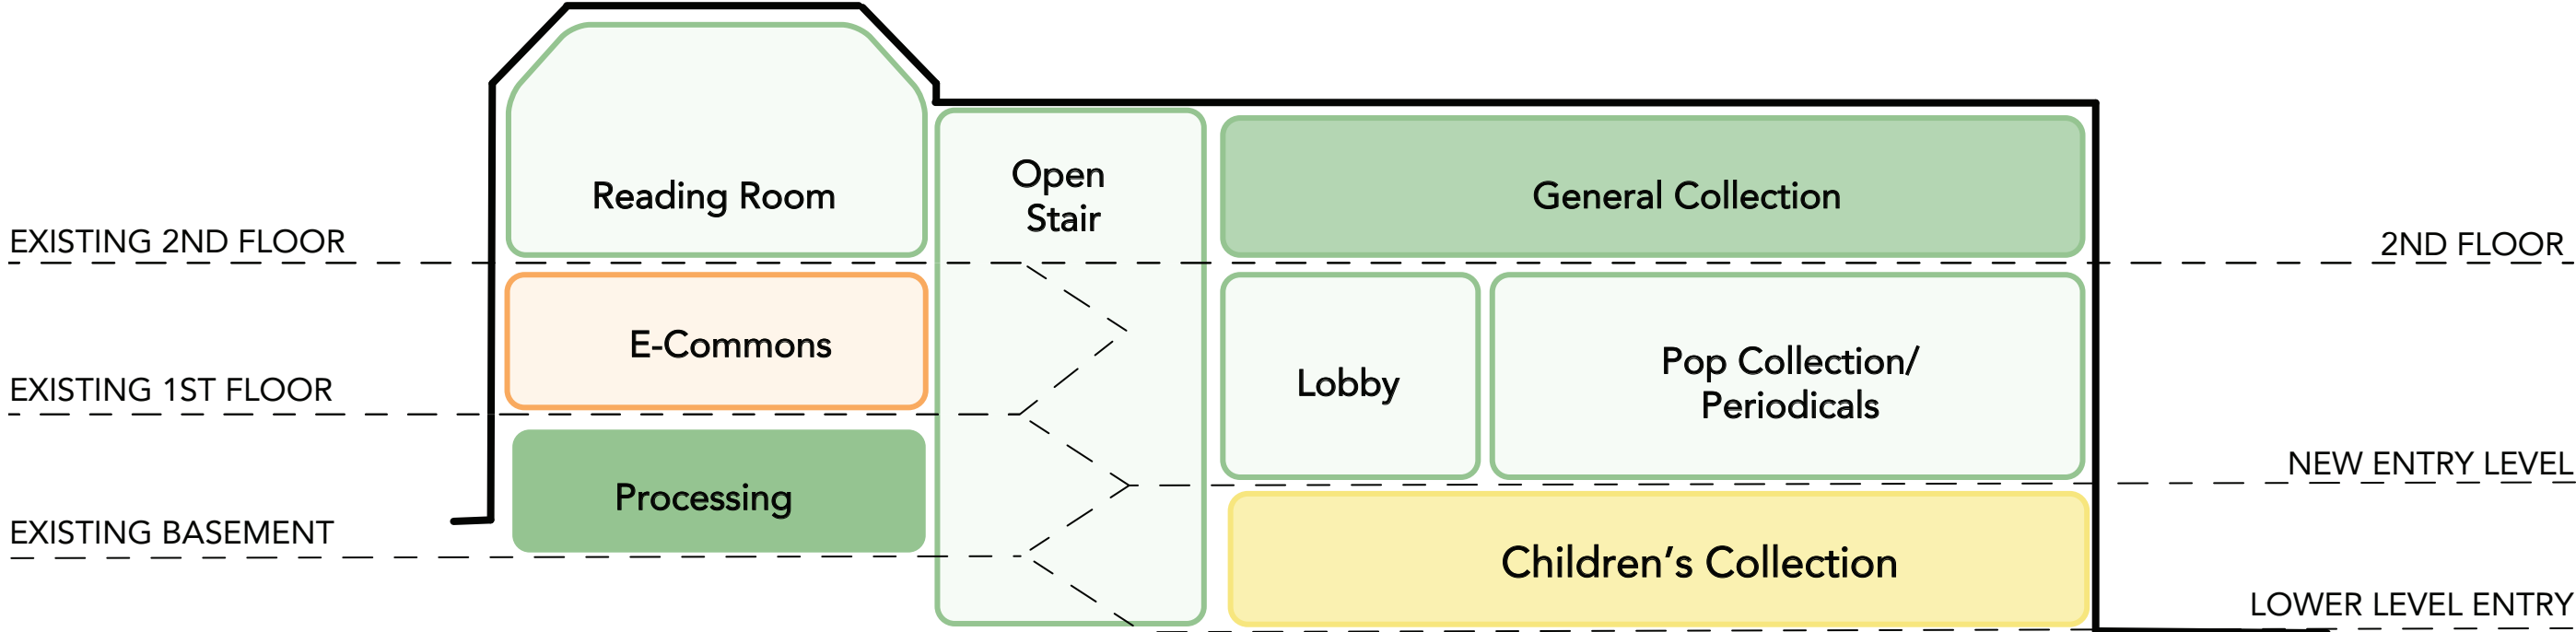 Open
Stair
Reading Room
General Collection
EXISTING 2ND FLOOR
2ND FLOOR
E-Commons
Lobby
Pop Collection/
Periodicals
EXISTING 1ST FLOOR
NEW ENTRY LEVEL
Processing
EXISTING BASEMENT
Children's Collection
LOWER LEVEL ENTRY